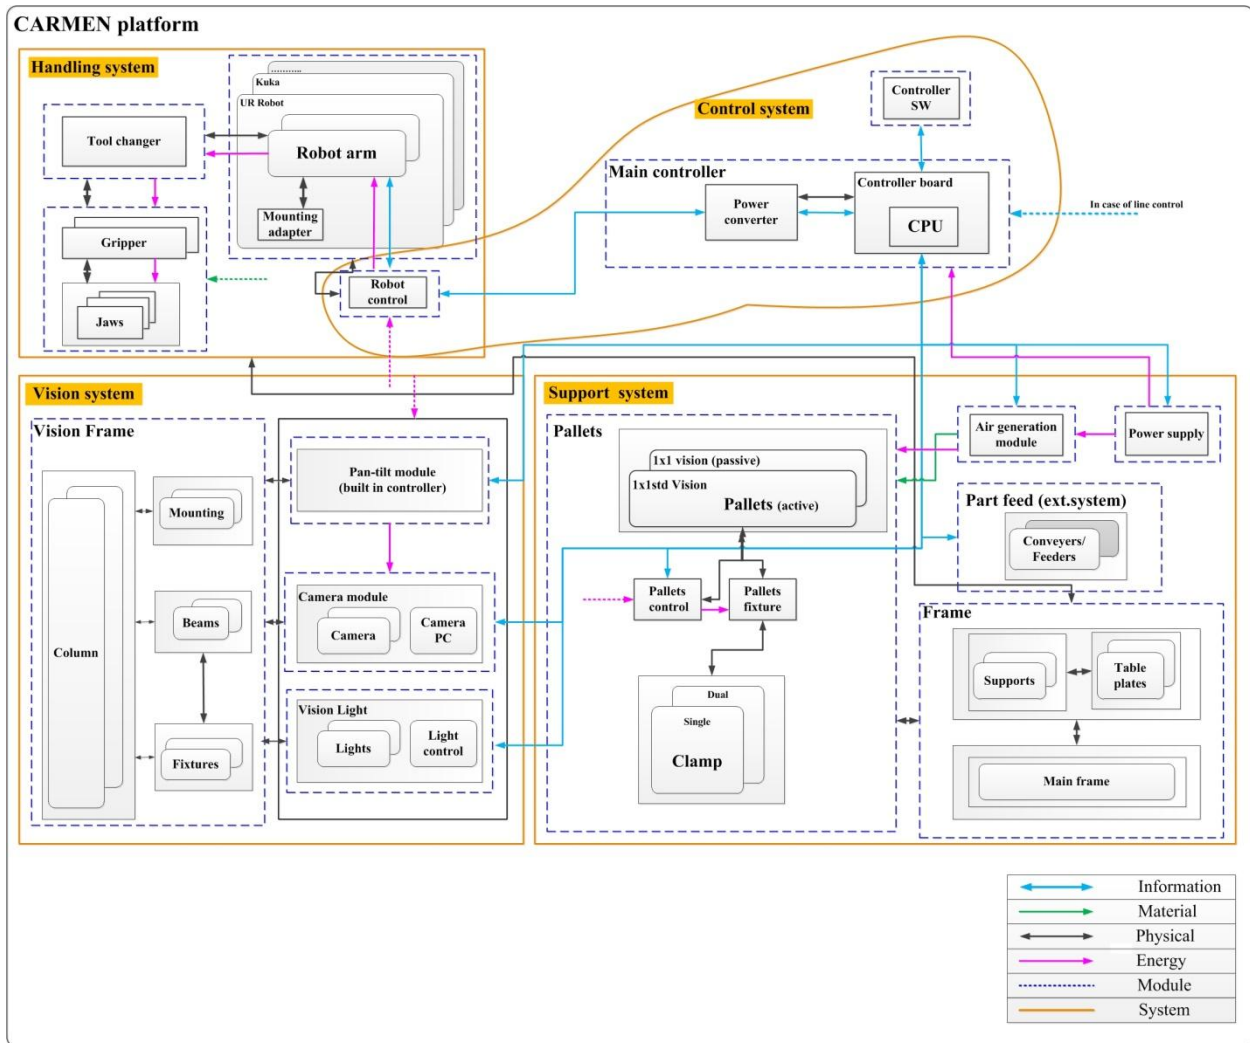 CARMEN platform
Handling system
...........
Kuka
UR Robot
Tool changer
Robot arm
Mounting
adapter
Gripper
Jaws
Robot
control
Control system
Controller
SW
Main controller
Power
converter
Controller board
CPU
In case of line control
Vision system
Vision Frame
Column
Mounting
Beams
Fixtures
Pan-tilt module
(built in controller)
Camera module
Camera
Camera
PC
Vision Light
Lights
Light
control
Support system
Pallets
1x1 vision (passive)
1x1std Vision
Pallets (active)
Pallets
control
Pallets
fixture
Dual
Single
Clamp
Air generation
module
Power supply
Part feed (ext.system)
Conveyers/
Feeders
Frame
Supports
Table
plates
Main frame
Information
Material
Physical
Energy
Module
System